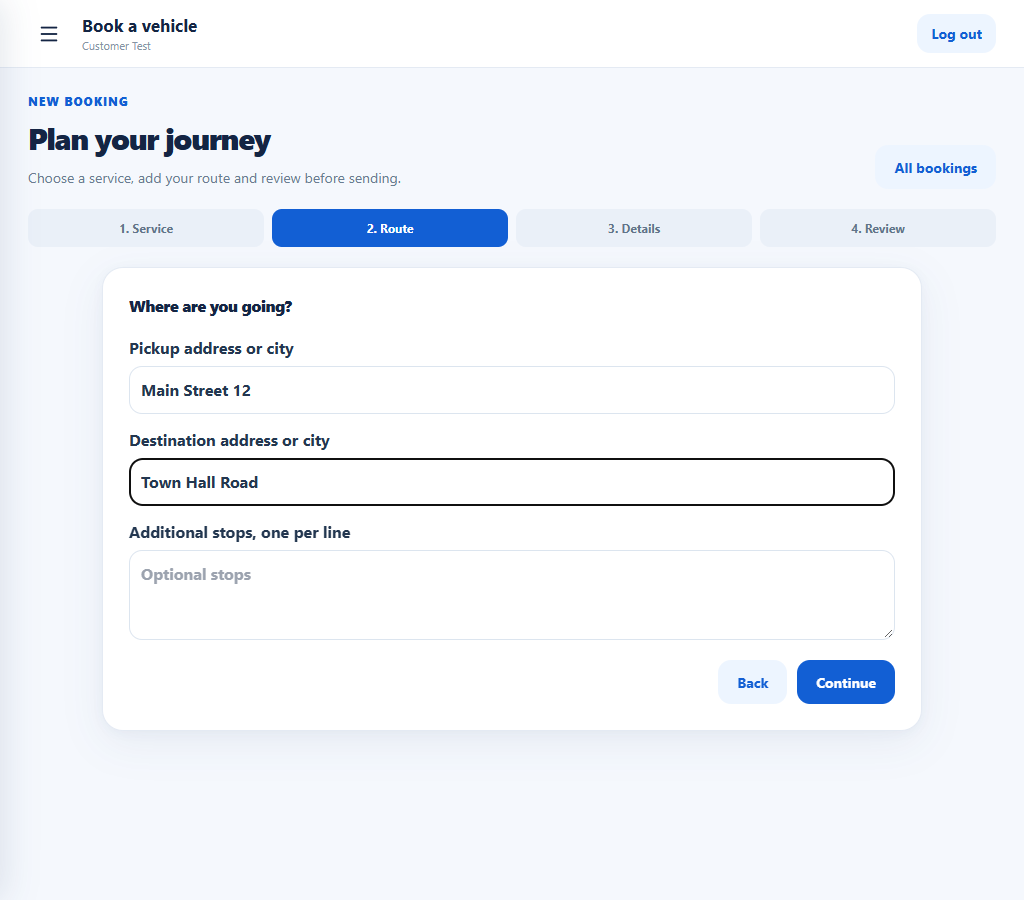 Book a vehicle
Customer Test
Log out
NEW BOOKING
Plan your journey
Choose a service, add your route and review before sending.
All bookings
1. Service
2. Route
3. Details
4. Review
Where are you going?
Pickup address or city
Main Street 12
Destination address or city
Town Hall Road
Additional stops, one per line
Optional stops
Back
Continue